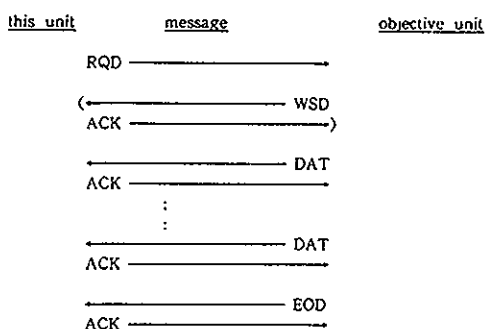 this unit message objective unit
RQD
( WSD
ACK )
DAT
ACK
:
:
DAT
ACK
EOD
ACK